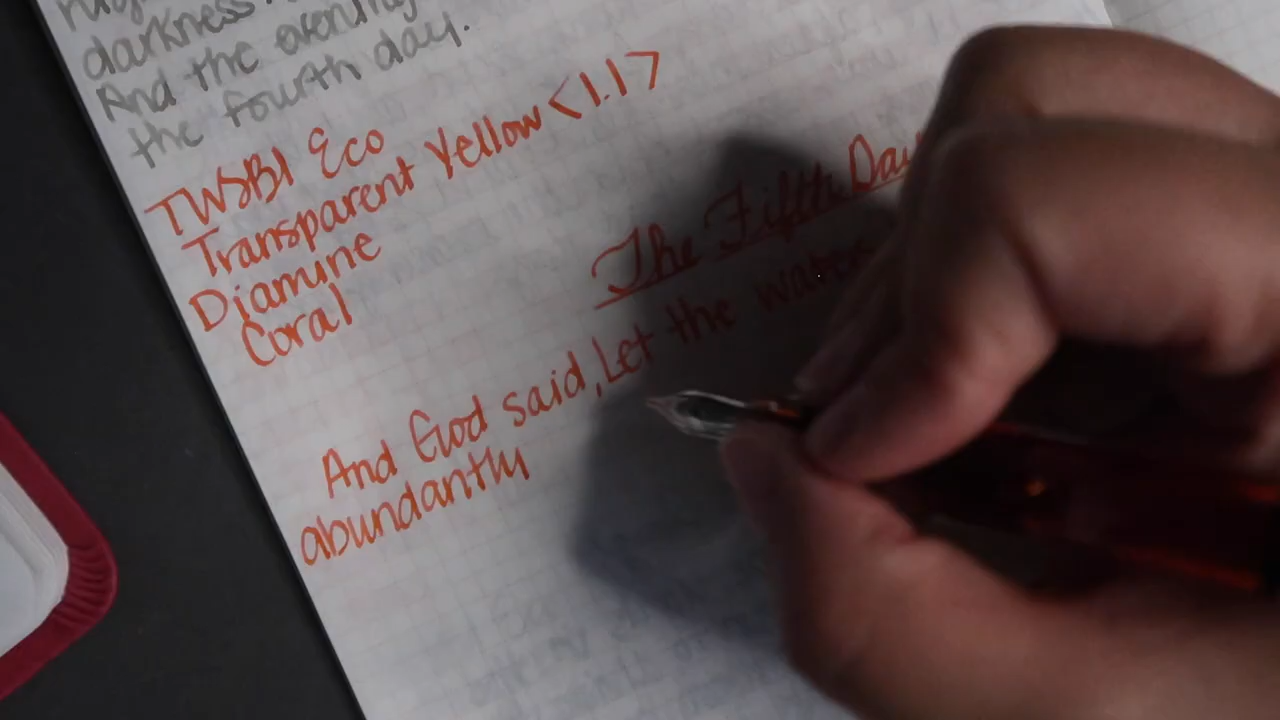 darkness
And the evening
the fourth day.
TWSBI Eco
Transparent Yellow <1.1>
Diamine
Coral
The Fifth Day
And God said, Let the waters
abundantly